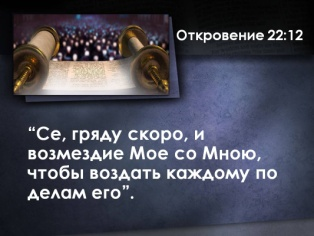 Откровение 22:12
“Се, гряду скоро, и
возмездие Мое со Мною,
чтобы воздать каждому по
делам его”.